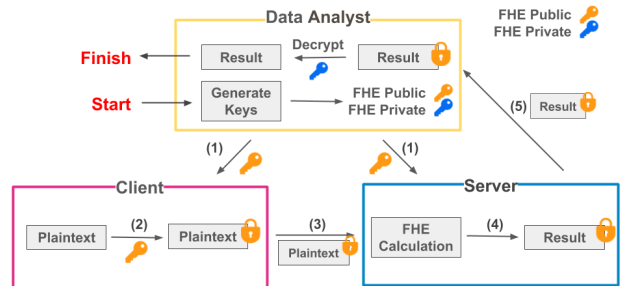 Data Analyst
FHE Public
FHE Private
Finish
Result
Decrypt
Result
Start
Generate
Keys
FHE Public
FHE Private
(5)
Result
(1)
(1)
Client
Server
Plaintext
(2)
Plaintext
(3)
Plaintext
FHE
Calculation
(4)
Result